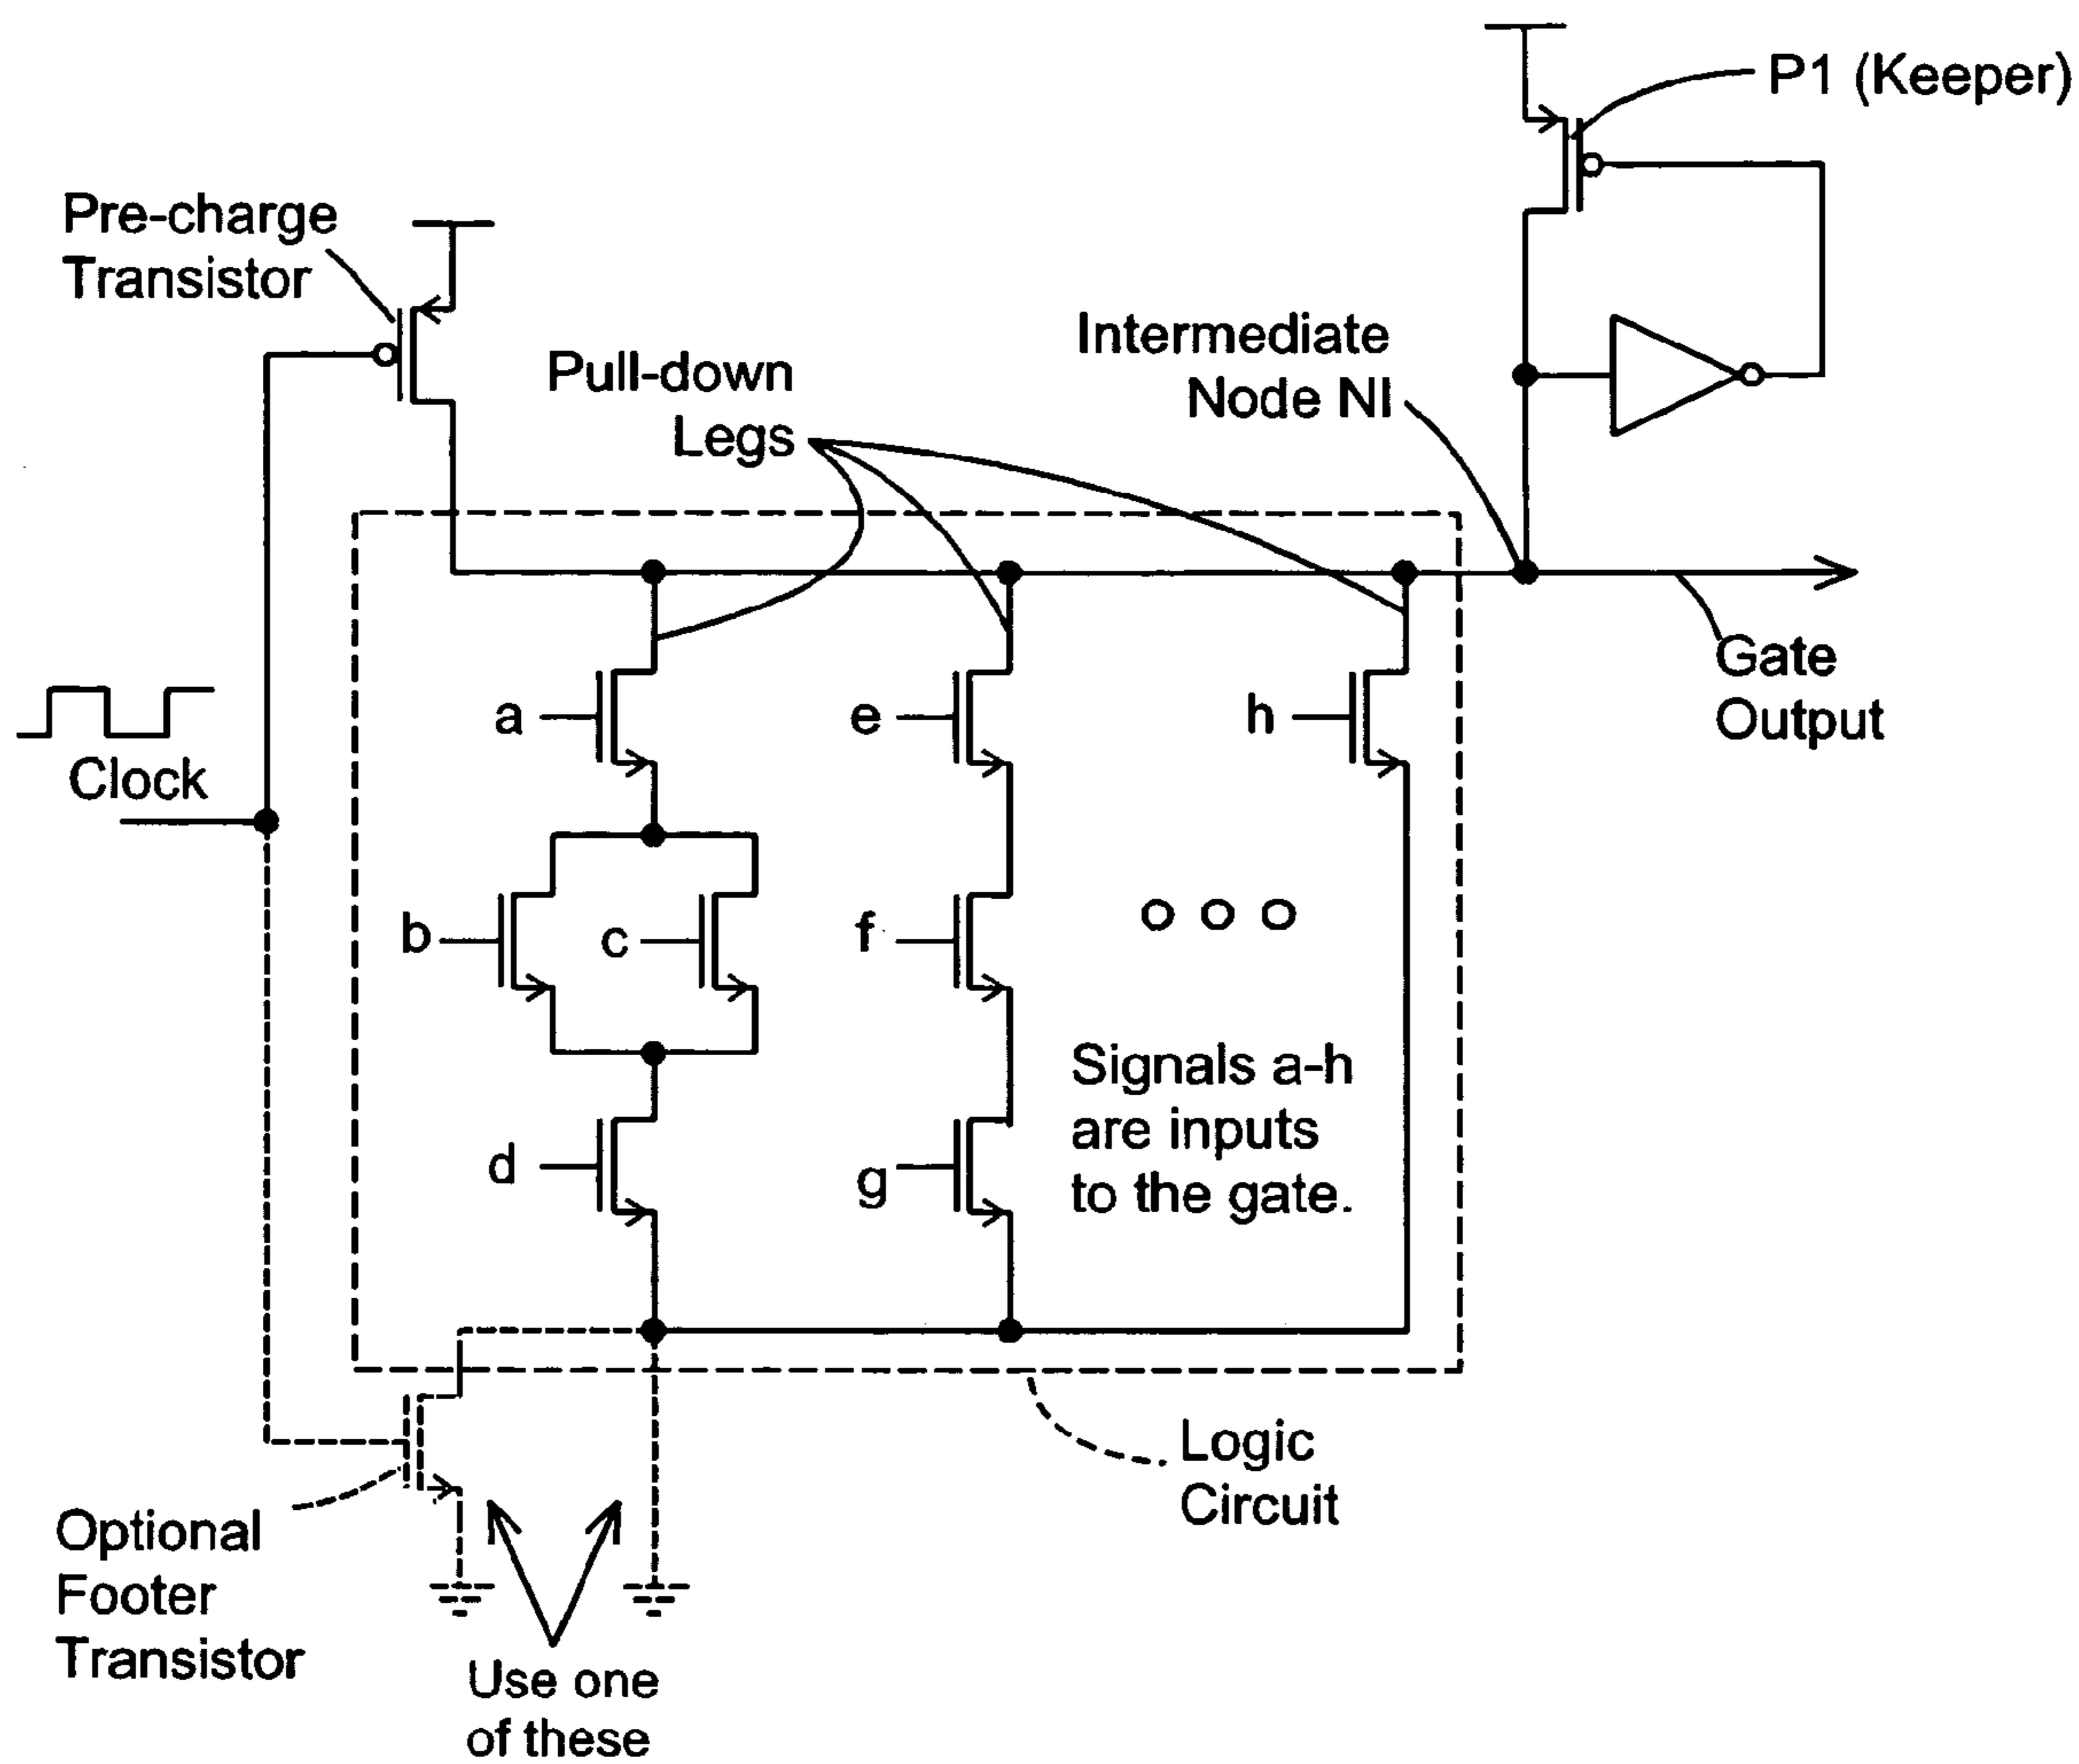 P1 (Keeper)
Pre-charge
Transistor
Intermediate
Node NI
Pull-down
Legs
Gate
Output
a
e
h
Clock
b
c
f
o o o
Signals a-h
are inputs
to the gate.
d
g
Logic
Circuit
Optional
Footer
Transistor
Use one
of these